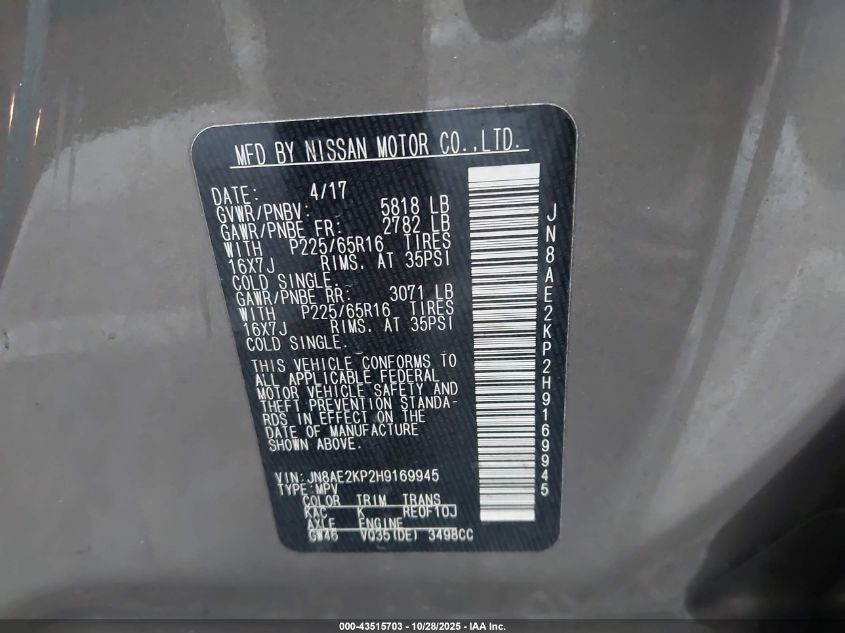 MFD BY NISSAN MOTOR CO.,LTD.
DATE: 4/17
GVWR/PNBV: 5818 LB
GAWR/PNBE FR: 2782 LB
WITH P225/65R16 TIRES
16X7J RIMS. AT 35PSI
COLD SINGLE.
GAWR/PNBE RR: 3071 LB
WITH P225/65R16 TIRES
16X7J RIMS. AT 35PSI
COLD SINGLE.
THIS VEHICLE CONFORMS TO
ALL APPLICABLE FEDERAL
MOTOR VEHICLE SAFETY AND
THEFT PREVENTION STANDA-
RDS IN EFFECT ON THE
DATE OF MANUFACTURE
SHOWN ABOVE.
VIN:JN8AE2KP2H9169945
TYPE:MPV
COLOR TRIM TRANS
KAC K RE0F10J
AXLE ENGINE
GW46 VQ35(DE) 3498CC
JN8AE2KP2H9169945
000-43515703 - 10/28/2025 - IAA Inc.